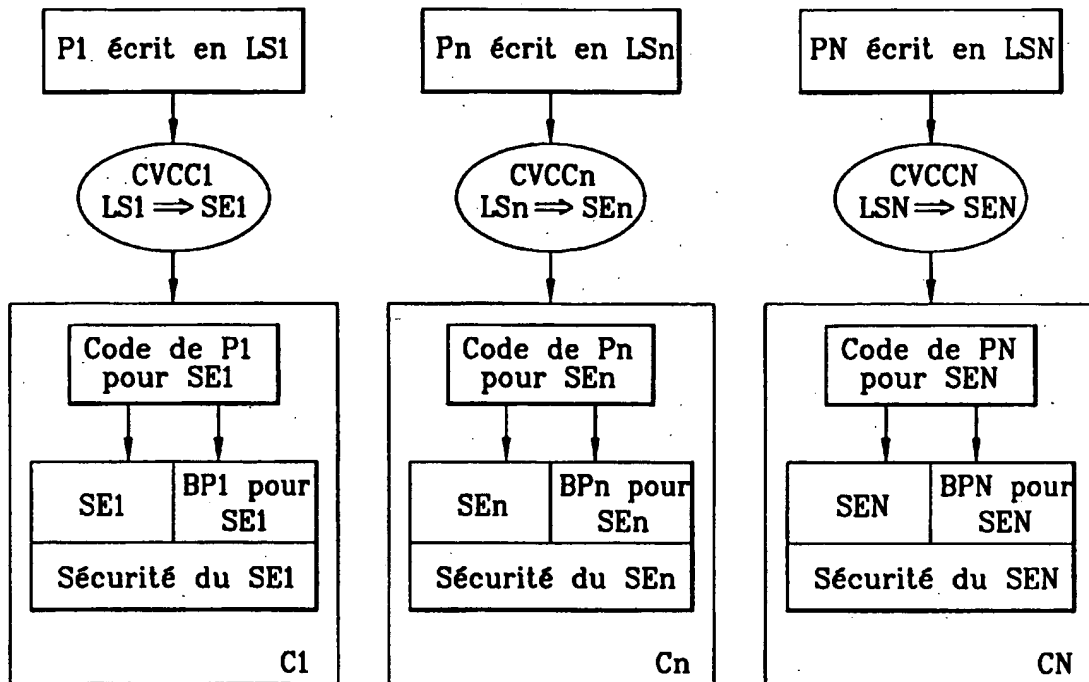 P1 écrit en LS1
CVCC1
LS1 ⇒ SE1
Code de P1
pour SE1
SE1
BP1 pour
SE1
Sécurité du SE1
C1
Pn écrit en LSn
CVCCn
LSn ⇒ SEn
Code de Pn
pour SEn
SEn
BPn pour
SEn
Sécurité du SEn
Cn
PN écrit en LSN
CVCCN
LSN ⇒ SEN
Code de PN
pour SEN
SEN
BPN pour
SEN
Sécurité du SEN
CN